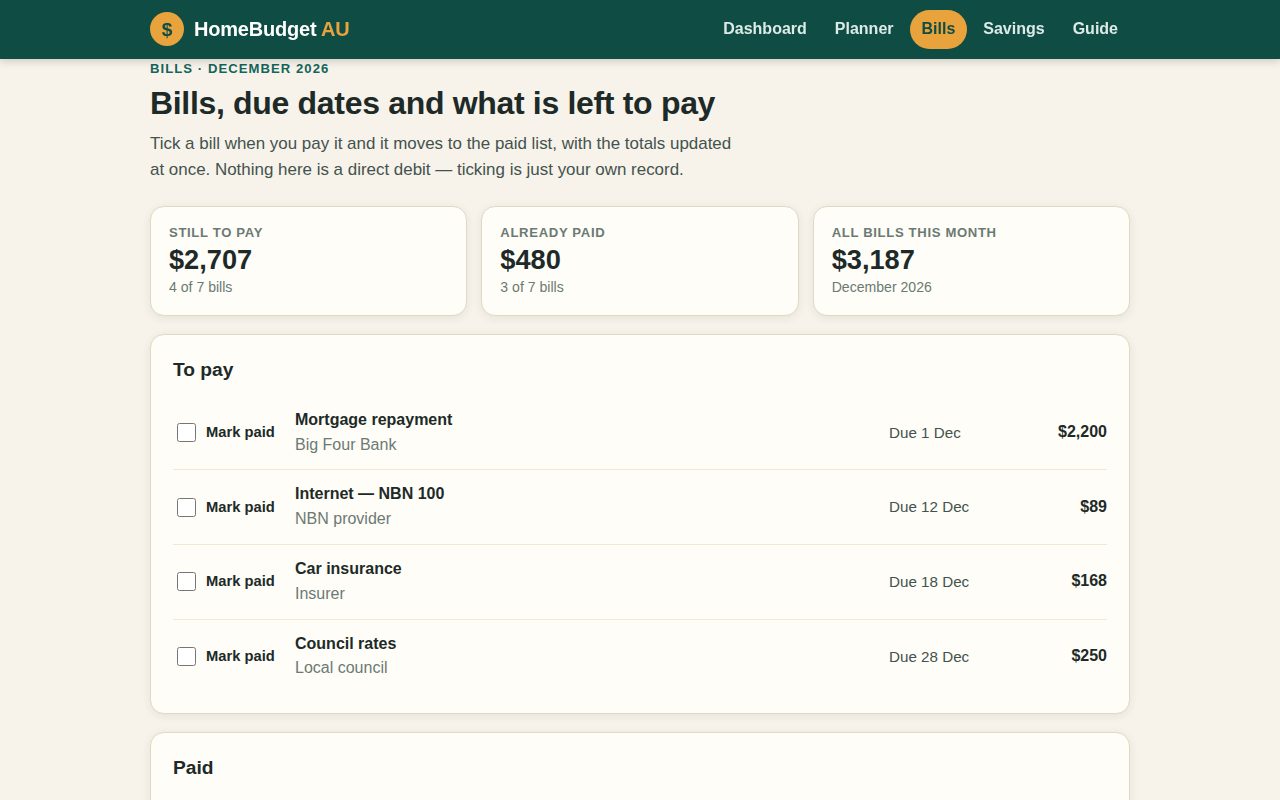 $ HomeBudget AU
Dashboard Planner Bills Savings Guide
BILLS · DECEMBER 2026
Bills, due dates and what is left to pay
Tick a bill when you pay it and it moves to the paid list, with the totals updated
at once. Nothing here is a direct debit — ticking is just your own record.
STILL TO PAY
$2,707
4 of 7 bills
ALREADY PAID
$480
3 of 7 bills
ALL BILLS THIS MONTH
$3,187
December 2026
To pay
Mark paid Mortgage repayment Due 1 Dec $2,200
Big Four Bank
Mark paid Internet — NBN 100 Due 12 Dec $89
NBN provider
Mark paid Car insurance Due 18 Dec $168
Insurer
Mark paid Council rates Due 28 Dec $250
Local council
Paid